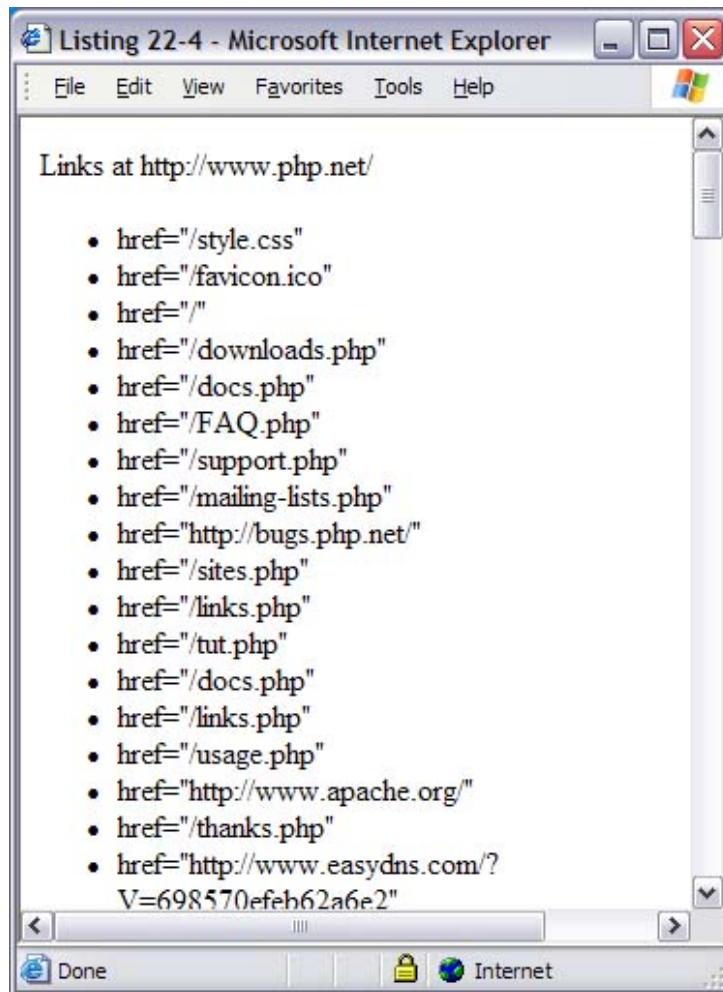 Listing 22-4 - Microsoft Internet Explorer
File Edit View Favorites Tools Help
Links at http://www.php.net/
• href="/style.css"
• href="/favicon.ico"
• href="/"
• href="/downloads.php"
• href="/docs.php"
• href="/FAQ.php"
• href="/support.php"
• href="/mailing-lists.php"
• href="http://bugs.php.net/"
• href="/sites.php"
• href="/links.php"
• href="/tut.php"
• href="/docs.php"
• href="/links.php"
• href="/usage.php"
• href="http://www.apache.org/"
• href="/thanks.php"
• href="http://www.easydns.com/?
V=698570efeb62a6e2"
Done Internet